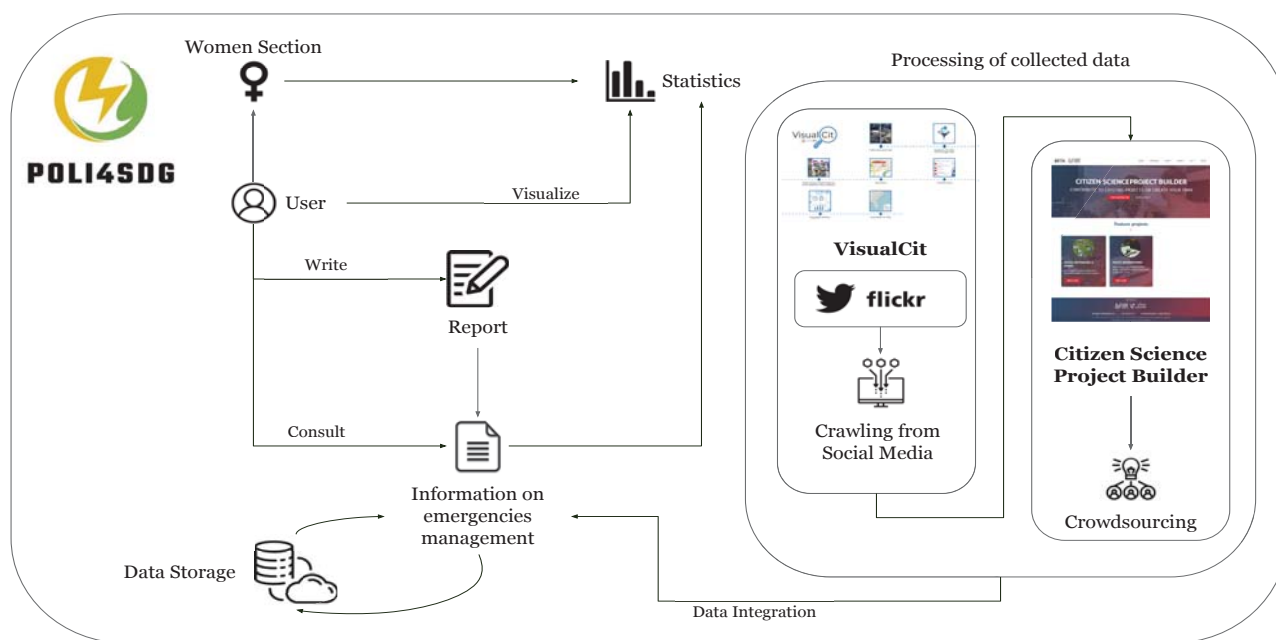 Women Section
Statistics
Processing of collected data
POLI4SDG
User
Visualize
Write
Report
Consult
Information on
emergencies
management
Data Storage
Data Integration
VisualCit
VisualCit
flickr
Crawling from
Social Media
CITIZEN SCIENCE PROJECT BUILDER
Citizen Science
Project Builder
Crowdsourcing